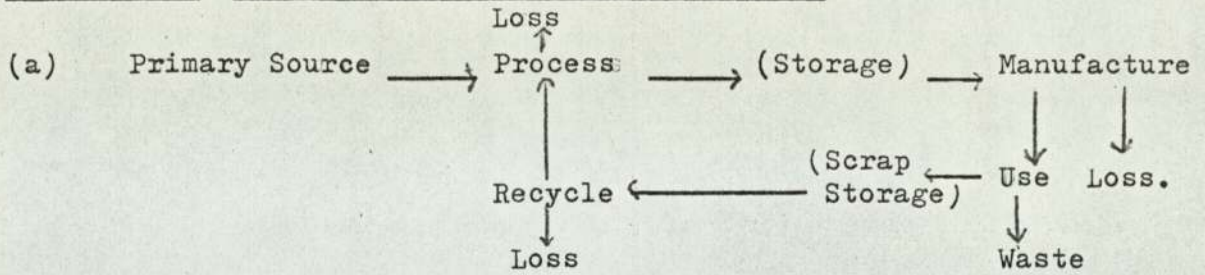 Loss
(a) Primary Source Process (Storage) Manufacture
(Scrap Use Loss.
Recycle Storage)
Loss Waste